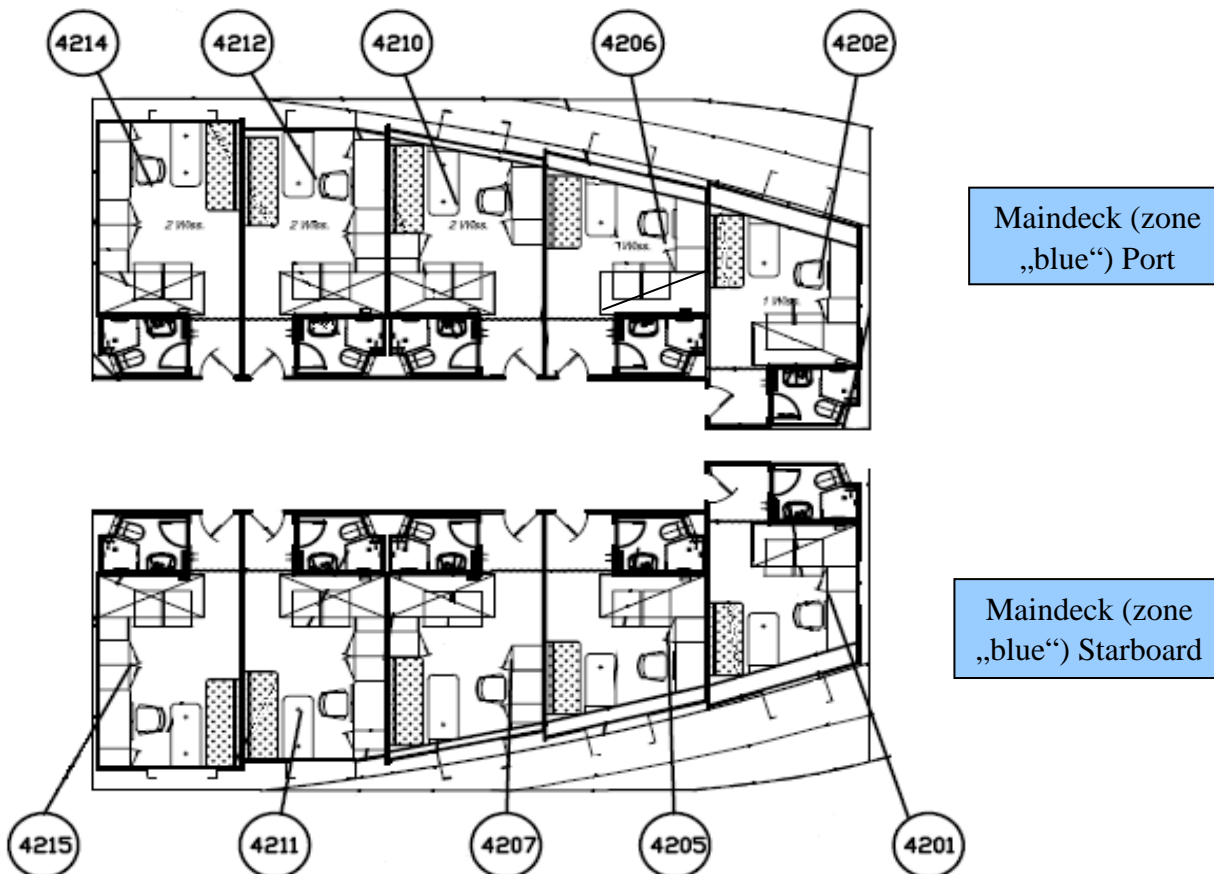 4214
4212
4210
4206
4202
2 Wiss.
2 Wiss.
2 Wiss.
1 Wiss.
1 Wiss.
Maindeck (zone
„blue“) Port
Maindeck (zone
„blue“) Starboard
4215
4211
4207
4205
4201